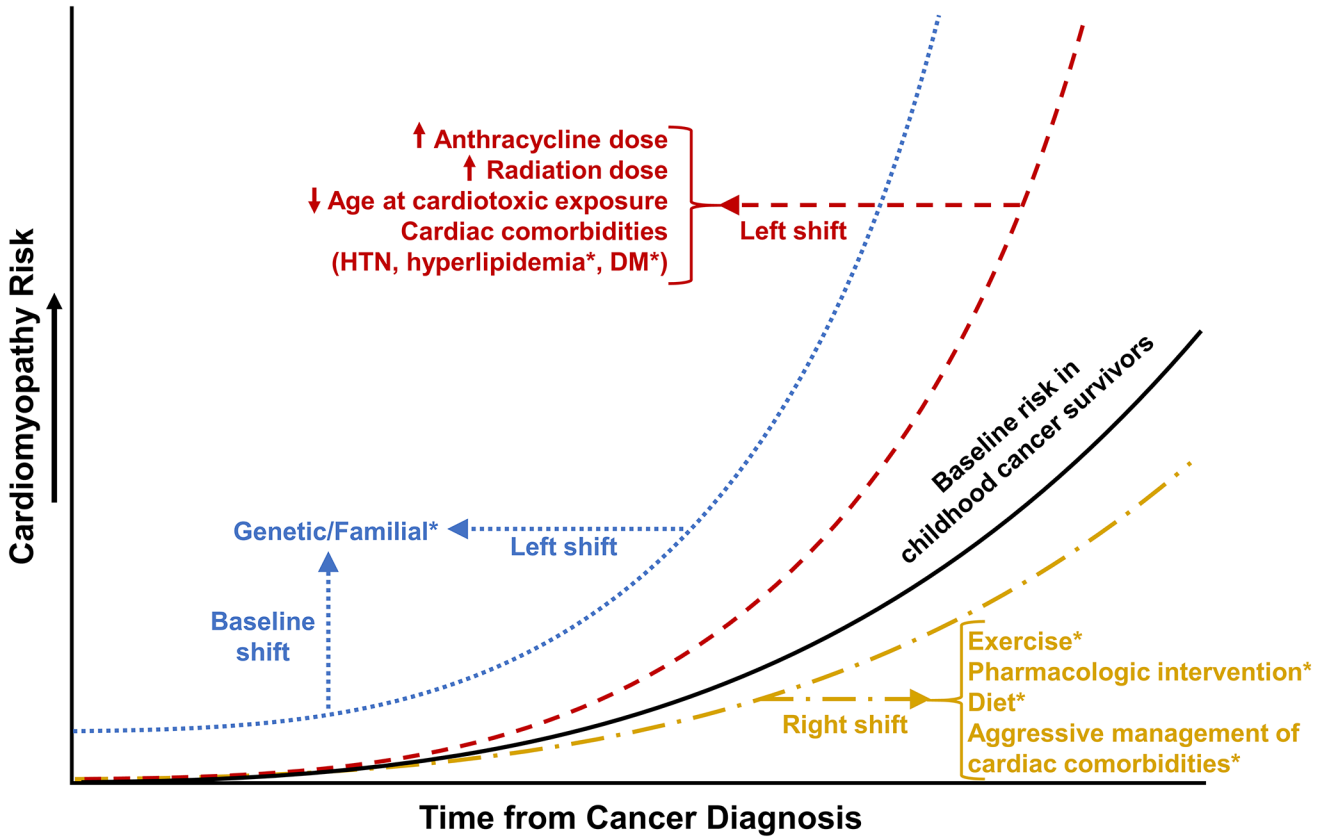 Cardiomyopathy Risk
↑ Anthracycline dose
↑ Radiation dose
↓ Age at cardiotoxic exposure
Cardiac comorbidities
(HTN, hyperlipidemia*, DM*)
Left shift
Baseline risk in
childhood cancer survivors
Genetic/Familial*
Left shift
Baseline
shift
Exercise*
Pharmacologic intervention*
Diet*
Aggressive management of
cardiac comorbidities*
Right shift
Time from Cancer Diagnosis